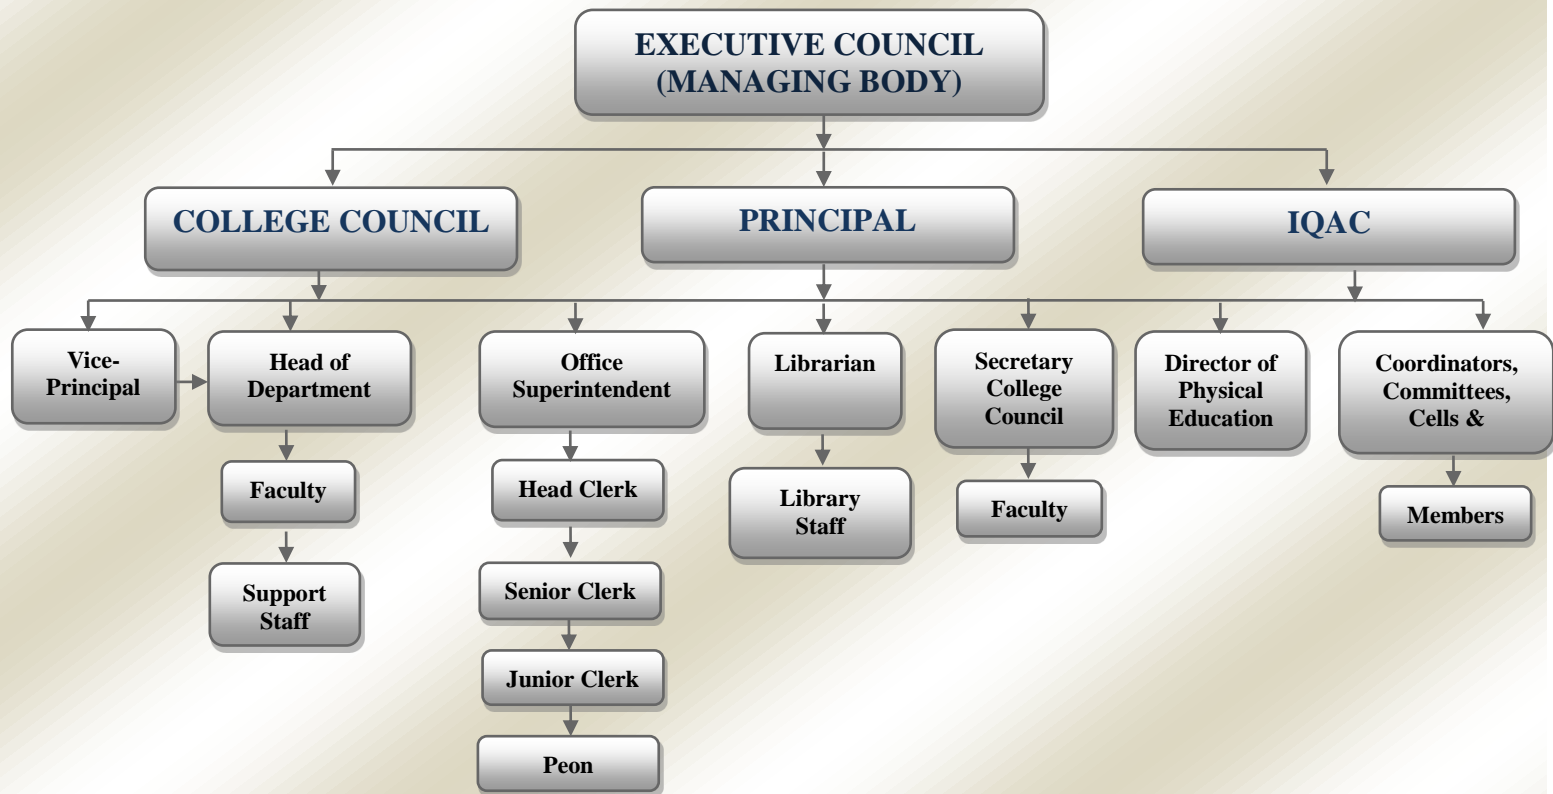 EXECUTIVE COUNCIL
(MANAGING BODY)
COLLEGE COUNCIL
PRINCIPAL
IQAC
Vice-
Principal
Head of
Department
Office
Superintendent
Librarian
Secretary
College
Council
Director of
Physical
Education
Coordinators,
Committees,
Cells &
Faculty
Head Clerk
Library
Staff
Faculty
Members
Support
Staff
Senior Clerk
Junior Clerk
Peon